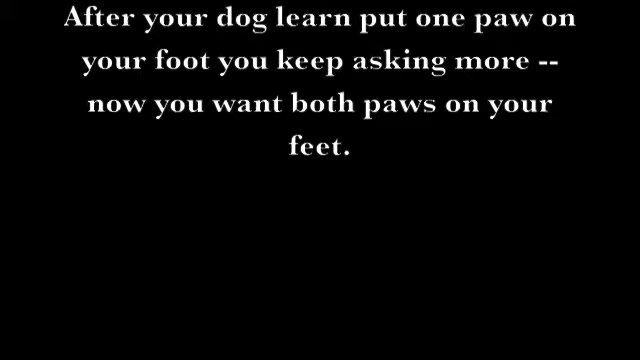 After your dog learn put one paw on
your foot you keep asking more --
now you want both paws on your
feet.